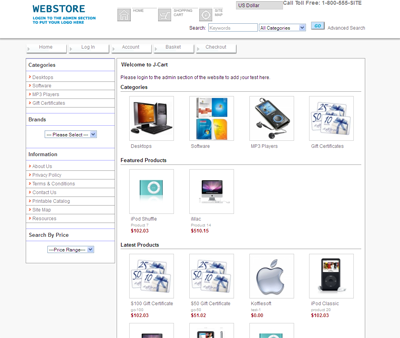 WEBSTORE
LOGIN TO THE ADMIN SECTION
TO PUT YOUR LOGO HERE
HOME
SHOPPING CART
SITE MAP
US Dollar
Call Toll Free: 1-800-555-SITE
Search: Keywords All Categories GO Advanced Search
Home Log In Account Basket Checkout
Categories
Desktops
Software
MP3 Players
Gift Certificates
Brands
--- Please Select ---
Information
About Us
Privacy Policy
Terms & Conditions
Contact Us
Printable Catalog
Site Map
Resources
Search By Price
---Price Range---
Welcome to J-Cart
Please login to the admin section of the website to add your text here.
Categories
Desktops
Software
MP3 Players
Gift Certificates
Featured Products
iPod Shuffle
Product 7
$102.03
iMac
Product 14
$510.15
Latest Products
$100 Gift Certificate
$102.03
$50 Gift Certificate
$51.02
Koffiesoft
test 1
$0.00
iPod Classic
product 20
$102.03